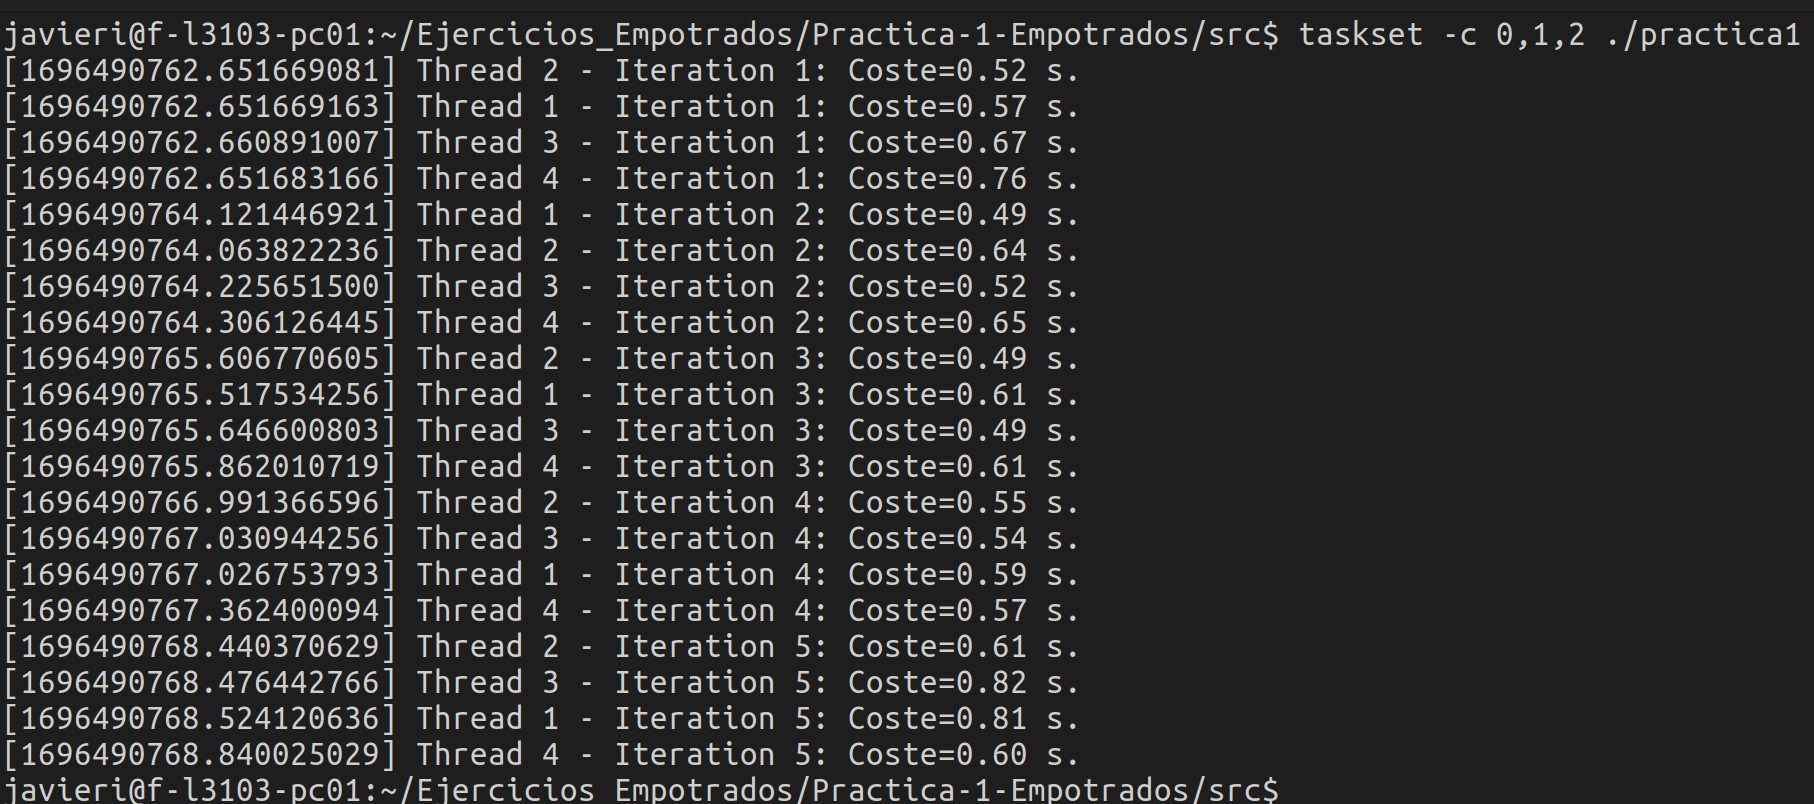 javieri@f-l3103-pc01:~/Ejercicios_Empotrados/Practica-1-Empotrados/src$ taskset -c 0,1,2 ./practica1
[1696490762.651669081] Thread 2 - Iteration 1: Coste=0.52 s.
[1696490762.651669163] Thread 1 - Iteration 1: Coste=0.57 s.
[1696490762.660891007] Thread 3 - Iteration 1: Coste=0.67 s.
[1696490762.651683166] Thread 4 - Iteration 1: Coste=0.76 s.
[1696490764.121446921] Thread 1 - Iteration 2: Coste=0.49 s.
[1696490764.063822236] Thread 2 - Iteration 2: Coste=0.64 s.
[1696490764.225651500] Thread 3 - Iteration 2: Coste=0.52 s.
[1696490764.306126445] Thread 4 - Iteration 2: Coste=0.65 s.
[1696490765.606770605] Thread 2 - Iteration 3: Coste=0.49 s.
[1696490765.517534256] Thread 1 - Iteration 3: Coste=0.61 s.
[1696490765.646600803] Thread 3 - Iteration 3: Coste=0.49 s.
[1696490765.862010719] Thread 4 - Iteration 3: Coste=0.61 s.
[1696490766.991366596] Thread 2 - Iteration 4: Coste=0.55 s.
[1696490767.030944256] Thread 3 - Iteration 4: Coste=0.54 s.
[1696490767.026753793] Thread 1 - Iteration 4: Coste=0.59 s.
[1696490767.362400094] Thread 4 - Iteration 4: Coste=0.57 s.
[1696490768.440370629] Thread 2 - Iteration 5: Coste=0.61 s.
[1696490768.476442766] Thread 3 - Iteration 5: Coste=0.82 s.
[1696490768.524120636] Thread 1 - Iteration 5: Coste=0.81 s.
[1696490768.840025029] Thread 4 - Iteration 5: Coste=0.60 s.
javieri@f-l3103-pc01:~/Ejercicios_Empotrados/Practica-1-Empotrados/src$